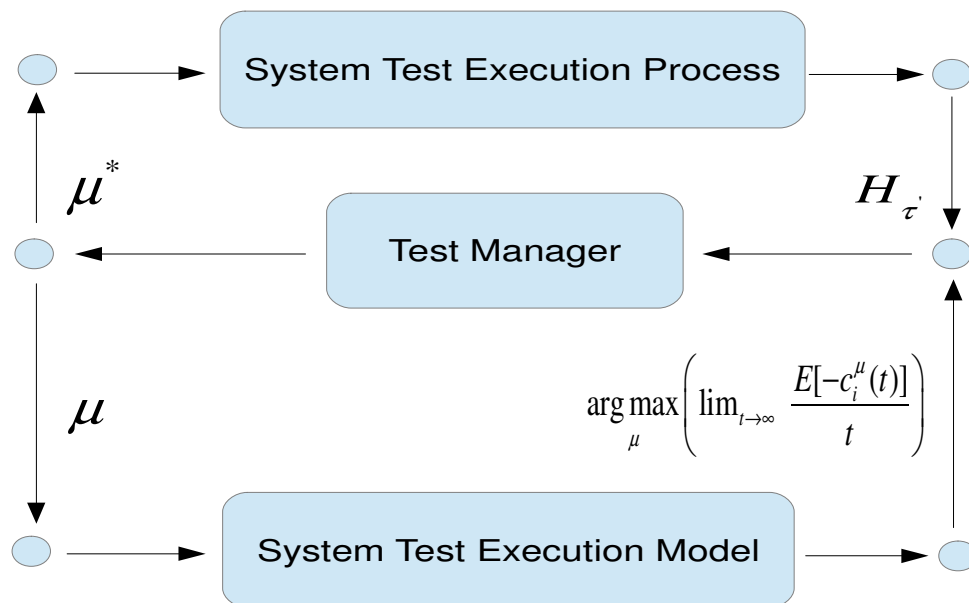 System Test Execution Process
μ*
H_τ'
Test Manager
arg max_μ ( lim_{t→∞} E[-c_i^μ(t)] / t )
μ
System Test Execution Model